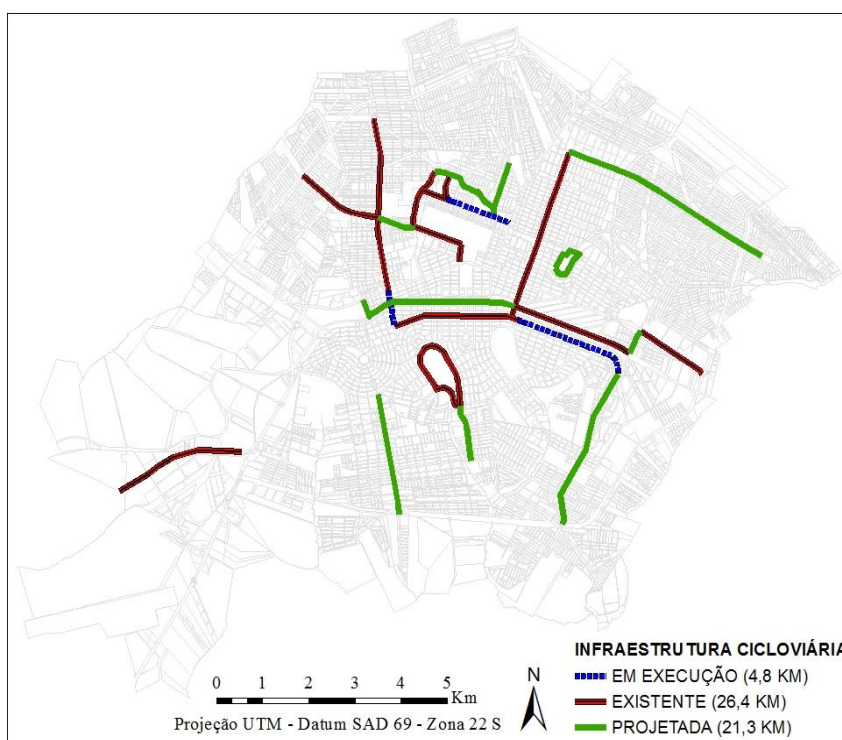 INFRAESTRUTURA CICLOVIÁRIA
EM EXECUÇÃO (4,8 KM)
EXISTENTE (26,4 KM)
PROJETADA (21,3 KM)
N
0 1 2 3 4 5
Km
Projeção UTM - Datum SAD 69 - Zona 22 S